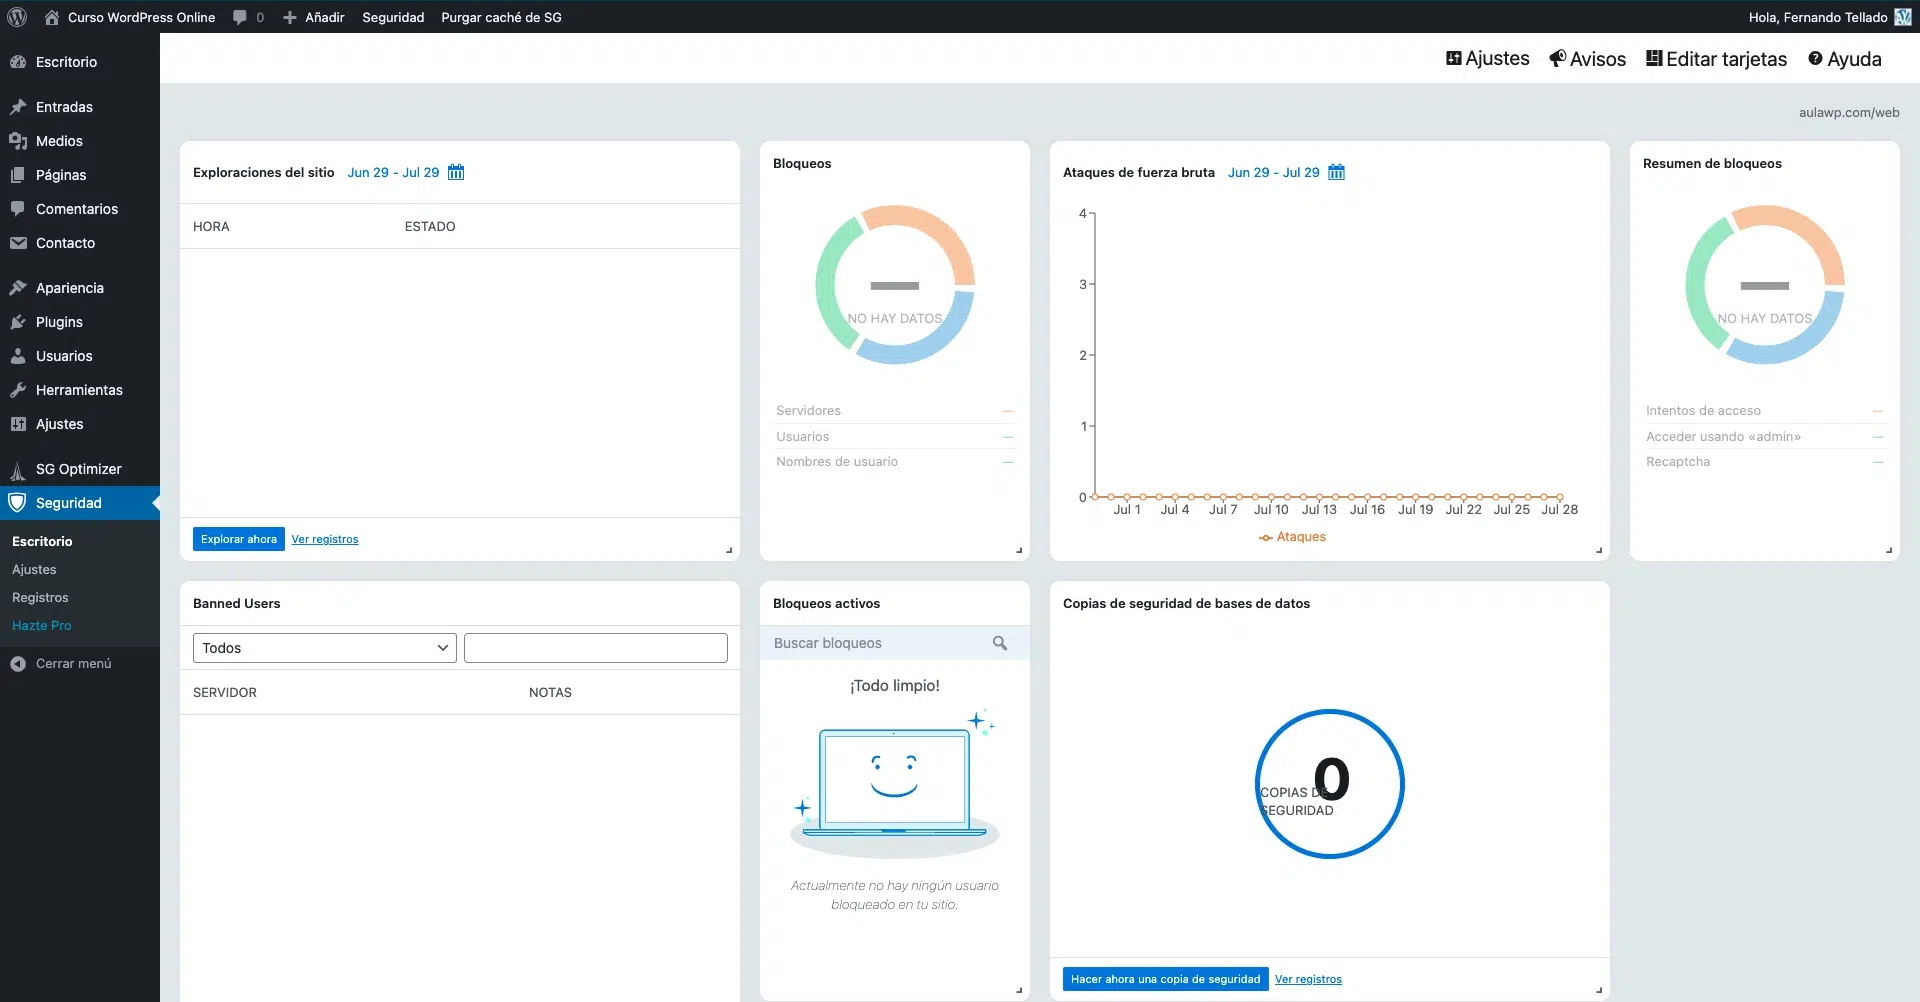 Curso WordPress Online
0
Añadir
Seguridad
Purgar caché de SG
Hola, Fernando Tellado
Escritorio
Entradas
Medios
Páginas
Comentarios
Contacto
Apariencia
Plugins
Usuarios
Herramientas
Ajustes
SG Optimizer
Seguridad
Escritorio
Ajustes
Registros
Hazte Pro
Cerrar menú
Ajustes
Avisos
Editar tarjetas
Ayuda
aulawp.com/web
Exploraciones del sitio
Jun 29 - Jul 29
HORA
ESTADO
Explorar ahora
Ver registros
Bloqueos
NO HAY DATOS
Servidores
Usuarios
Nombres de usuario
Ataques de fuerza bruta
Jun 29 - Jul 29
4
3
2
1
0
Jul 1
Jul 4
Jul 7
Jul 10
Jul 13
Jul 16
Jul 19
Jul 22
Jul 25
Jul 28
Ataques
Resumen de bloqueos
NO HAY DATOS
Intentos de acceso
Acceder usando «admin»
Recaptcha
Banned Users
Todos
SERVIDOR
NOTAS
Bloqueos activos
Buscar bloqueos
¡Todo limpio!
Actualmente no hay ningún usuario
bloqueado en tu sitio.
Copias de seguridad de bases de datos
0
COPIAS DE
SEGURIDAD
Hacer ahora una copia de seguridad
Ver registros